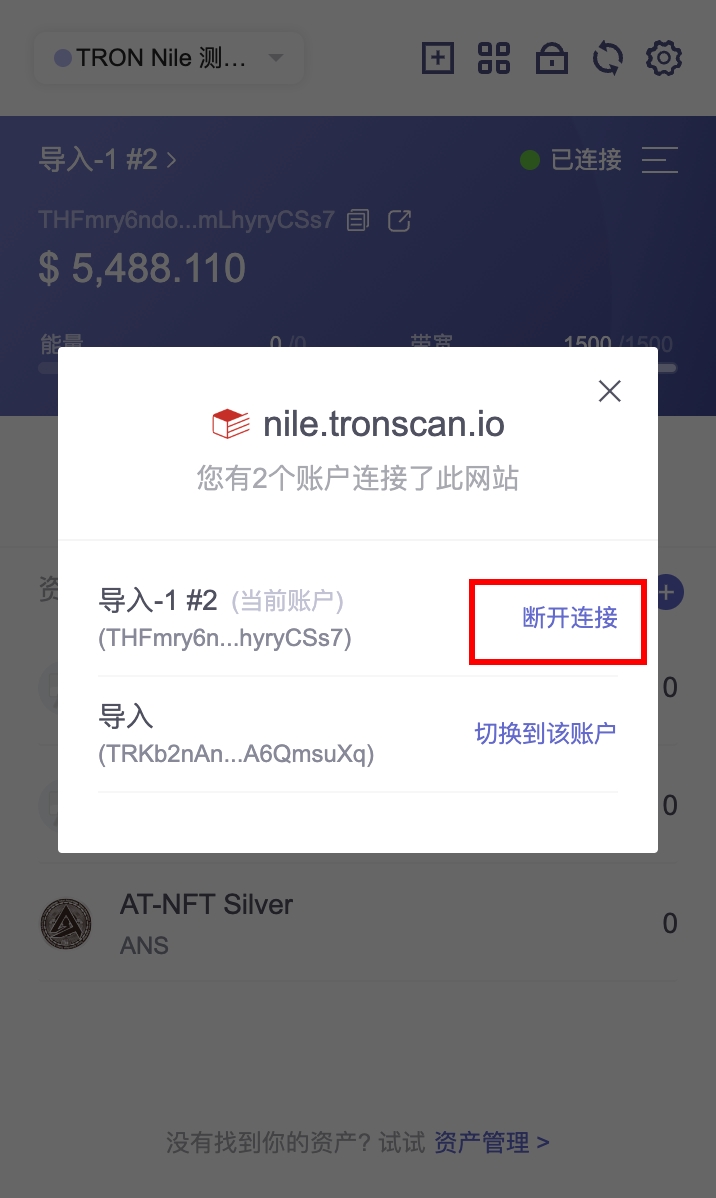 TRON Nile 测...
导入-1 #2 >
已连接
THFmry6ndo...mLhyryCSs7
$ 5,488.110
能量 0 /0 带宽 1500 /1500
nile.tronscan.io
您有2个账户连接了此网站
资
导入-1 #2 (当前账户)
(THFmry6n...hyryCSs7)
断开连接
0
导入
(TRKb2nAn...A6QmsuXq)
切换到该账户
0
AT-NFT Silver
ANS
0
没有找到你的资产? 试试 资产管理 >